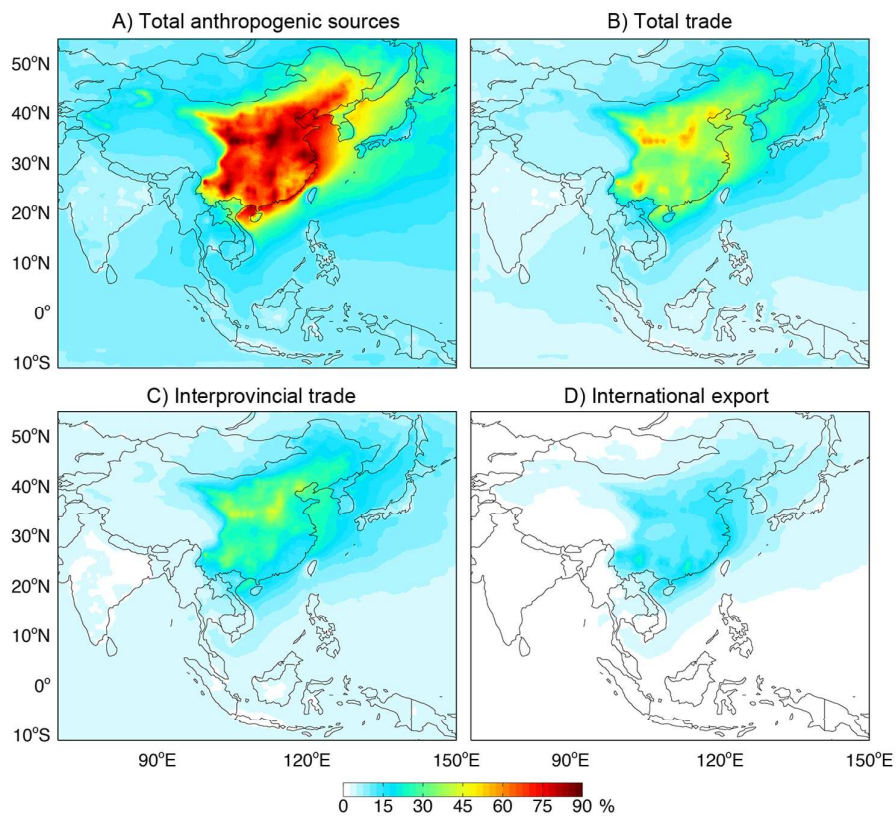 A) Total anthropogenic sources
B) Total trade
50°N
40°N
30°N
20°N
10°N
0°
10°S
C) Interprovincial trade
D) International export
50°N
40°N
30°N
20°N
10°N
0°
10°S
90°E 120°E 150°E 90°E 120°E 150°E
0 15 30 45 60 75 90 %